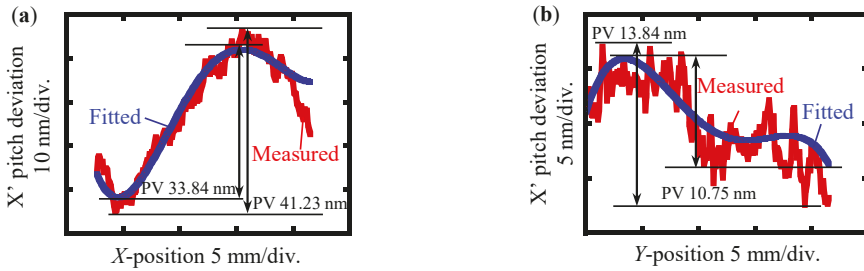 (a)
X' pitch deviation
10 nm/div.
Fitted
Measured
PV 33.84 nm
PV 41.23 nm
X-position 5 mm/div.
(b)
X' pitch deviation
5 nm/div.
PV 13.84 nm
Measured
Fitted
PV 10.75 nm
Y-position 5 mm/div.